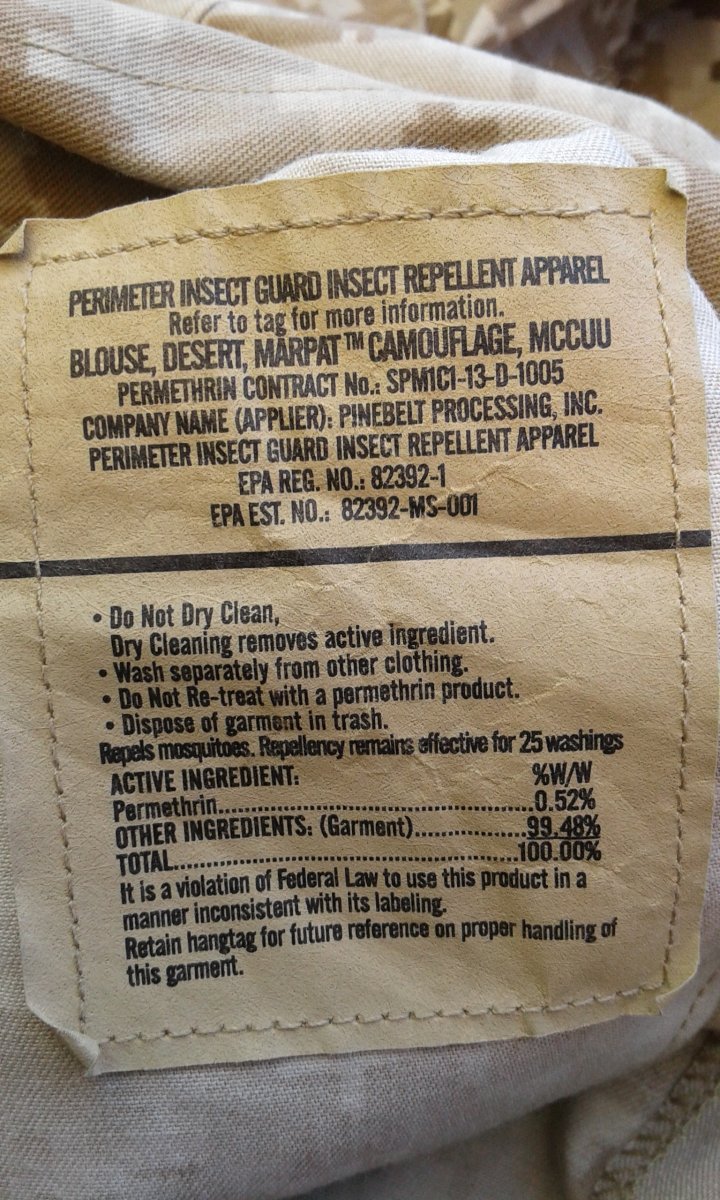 PERIMETER INSECT GUARD INSECT REPELLENT APPAREL
Refer to tag for more information.
BLOUSE, DESERT, MARPAT™ CAMOUFLAGE, MCCUU
PERMETHRIN CONTRACT No.: SPM1C1-13-D-1005
COMPANY NAME (APPLIER): PINEBELT PROCESSING, INC.
PERIMETER INSECT GUARD INSECT REPELLENT APPAREL
EPA REG. NO.: 82392-1
EPA EST. NO.: 82392-MS-001
• Do Not Dry Clean,
Dry Cleaning removes active ingredient.
• Wash separately from other clothing.
• Do Not Re-treat with a permethrin product.
• Dispose of garment in trash.
Repels mosquitoes. Repellency remains effective for 25 washings
ACTIVE INGREDIENT: %W/W
Permethrin..........................................0.52%
OTHER INGREDIENTS: (Garment).............99.48%
TOTAL................................................100.00%
It is a violation of Federal Law to use this product in a
manner inconsistent with its labeling.
Retain hangtag for future reference on proper handling of
this garment.